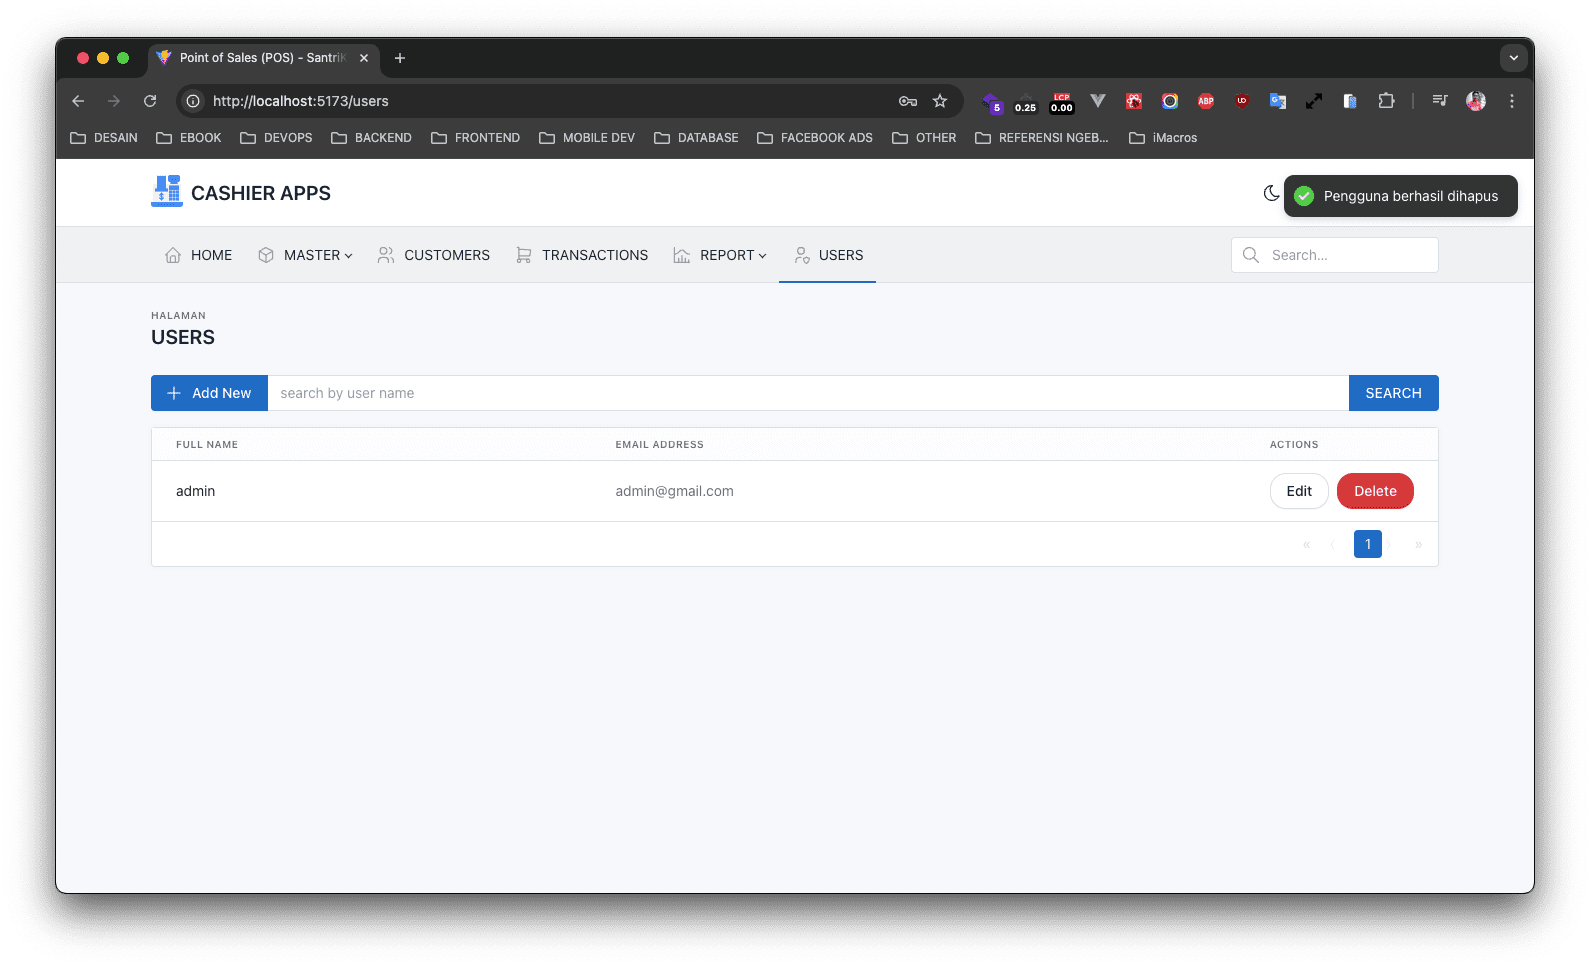 Point of Sales (POS) - Santri
http://localhost:5173/users
5
0.25
LCP
0.00
ABP
DESAIN
EBOOK
DEVOPS
BACKEND
FRONTEND
MOBILE DEV
DATABASE
FACEBOOK ADS
OTHER
REFERENSI NGEB...
iMacros
CASHIER APPS
Pengguna berhasil dihapus
HOME
MASTER
CUSTOMERS
TRANSACTIONS
REPORT
USERS
Search…
HALAMAN
USERS
Add New
search by user name
SEARCH
FULL NAME
EMAIL ADDRESS
ACTIONS
admin
admin@gmail.com
Edit
Delete
« ‹ 1 › »